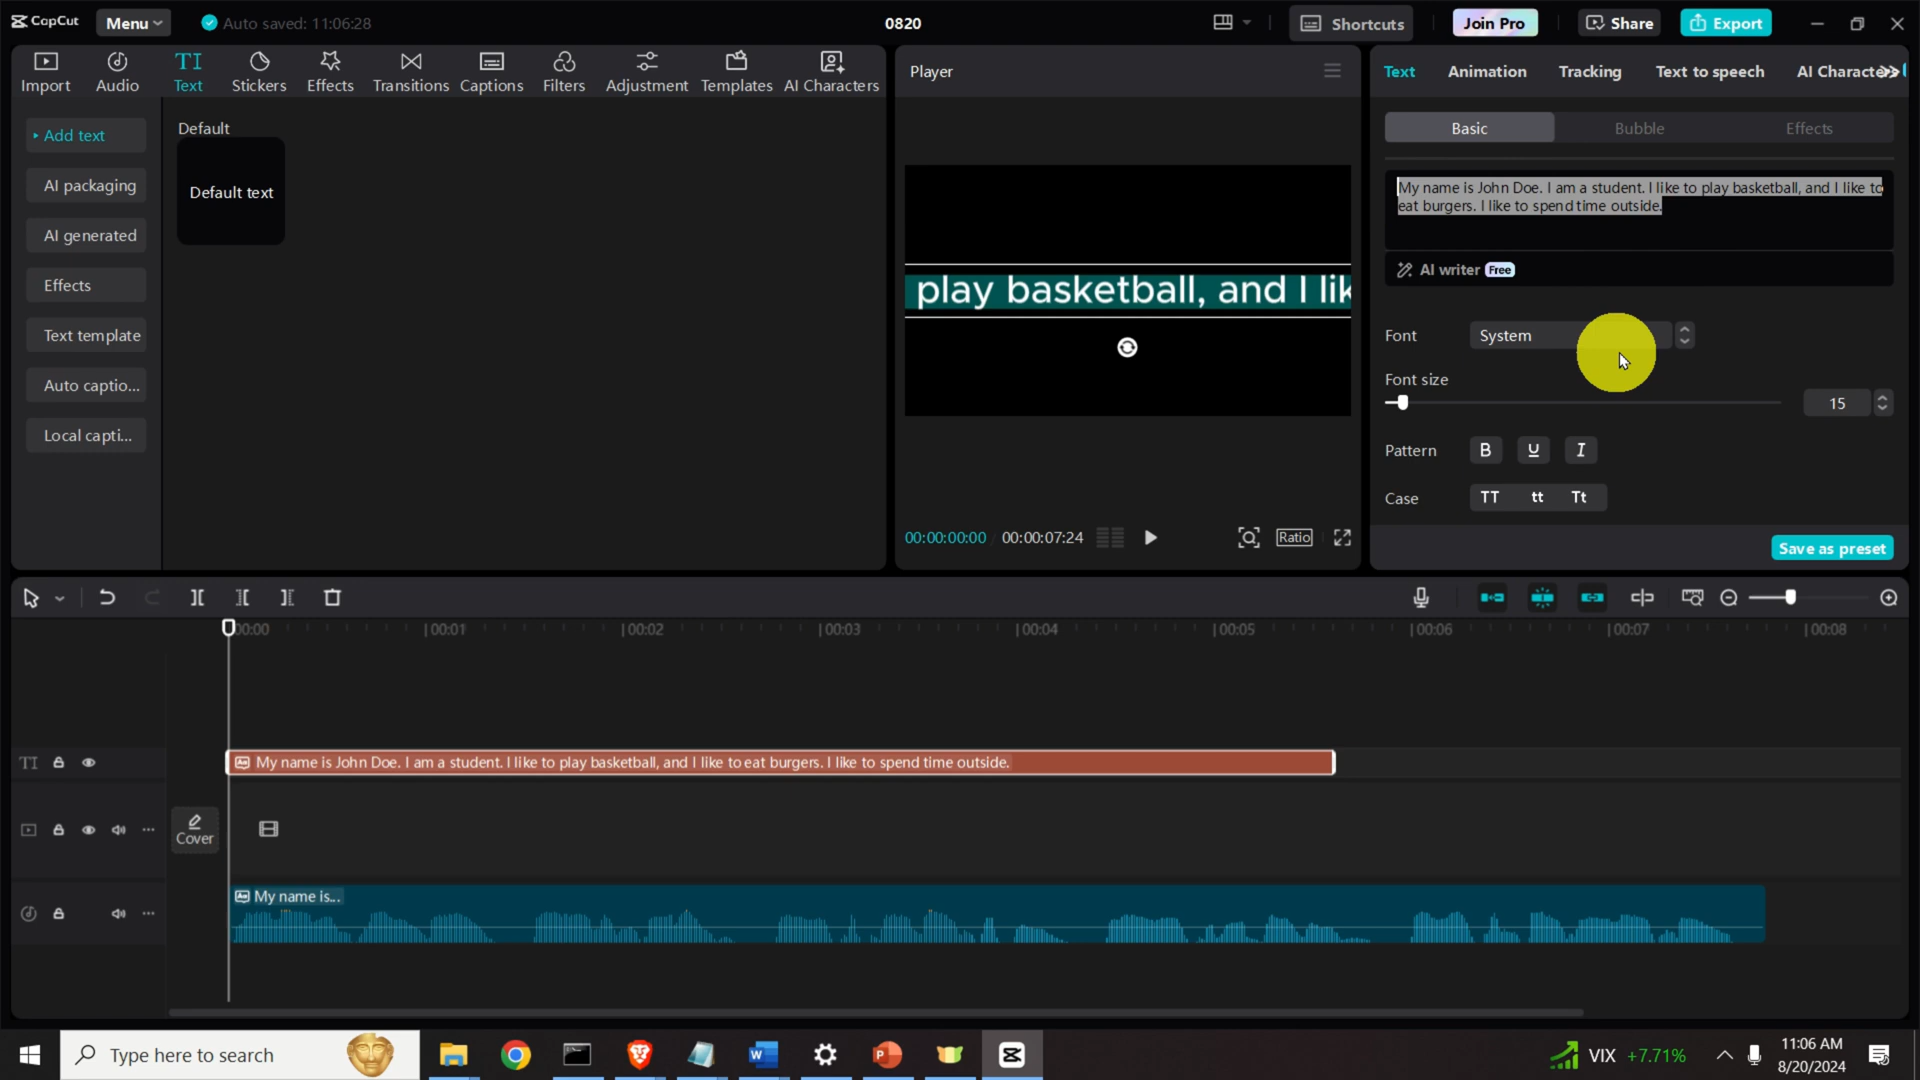 CapCut
Menu
Auto saved: 11:06:28
0820
Shortcuts
Join Pro
Share
Export
Import
Audio
TI
Text
Stickers
Effects
Transitions
Captions
Filters
Adjustment
Templates
AI Characters
Add text
AI packaging
AI generated
Effects
Text template
Auto captio...
Local capti...
Default
Default text
Player
play basketball, and I lik
00:00:00:00
00:00:07:24
Ratio
Text
Animation
Tracking
Text to speech
AI Characte
Basic
Bubble
Effects
My name is John Doe. I am a student. I like to play basketball, and I like to
eat burgers. I like to spend time outside.
AI writer Free
Font
System
Font size
15
Pattern
B U I
Case
TT tt Tt
Save as preset
00:00 00:01 00:02 00:03 00:04 00:05 00:06 00:07 00:08
TI
My name is John Doe. I am a student. I like to play basketball, and I like to eat burgers. I like to spend time outside.
Cover
My name is...
Type here to search
VIX +7.71%
11:06 AM
8/20/2024